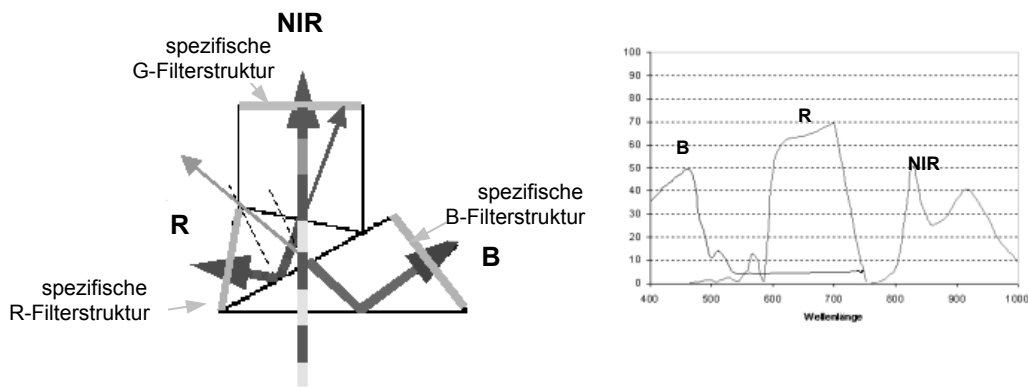 NIR
spezifische
G-Filterstruktur
spezifische
B-Filterstruktur
R
B
spezifische
R-Filterstruktur
100
90
80
70
60
50
40
30
20
10
0
B
R
NIR
400 500 600 700 800 900 1000
Wellenlänge